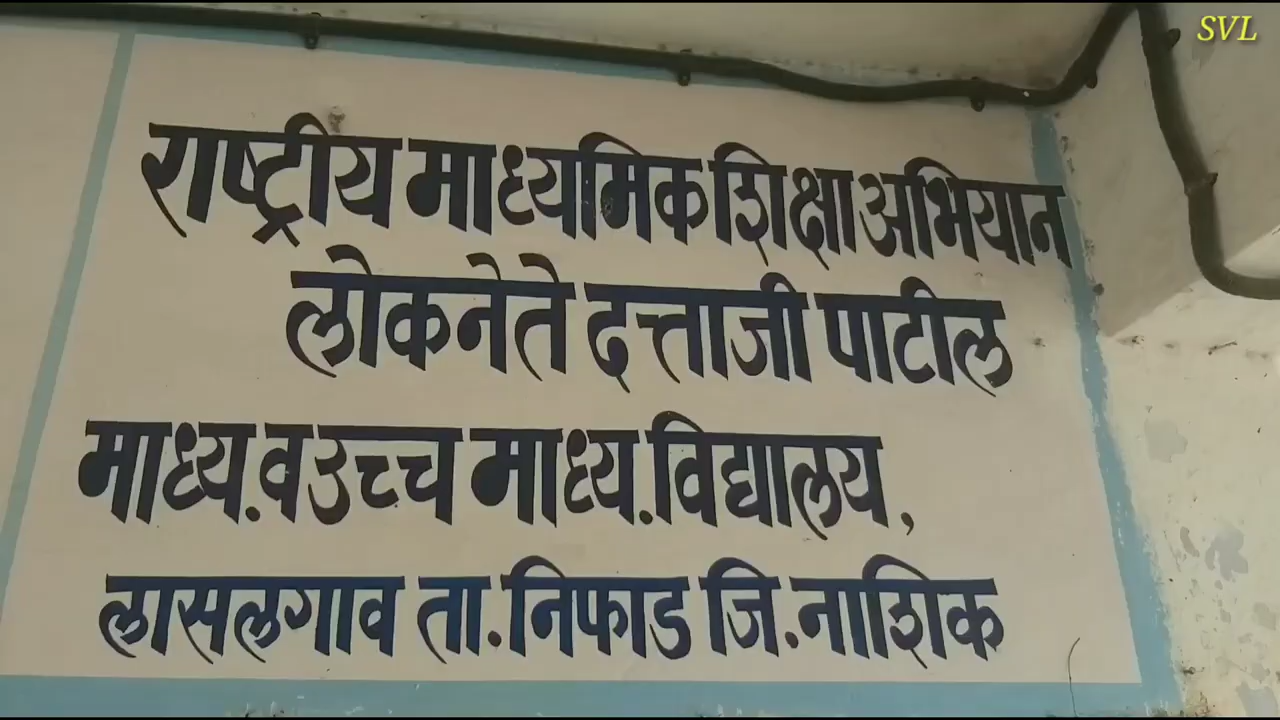 SVL
राष्ट्रीय माध्यमिक शिक्षा अभियान
लोकनेते दत्ताजी पाटील
माध्य.व उच्च माध्य.विद्यालय,
लासलगाव ता.निफाड जि.नाशिक